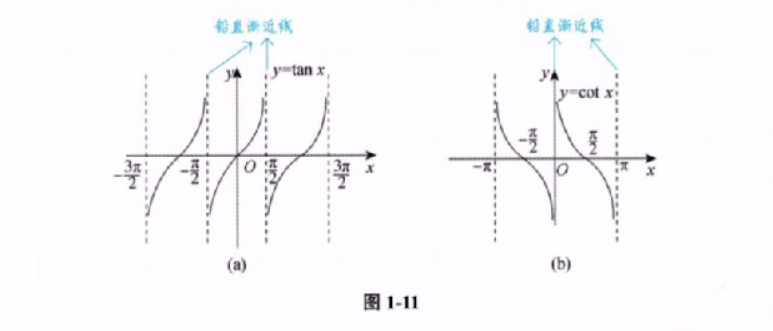 铅直渐近线
铅直渐近线
y
y=tan x
-3π/2
-π/2
O
π/2
3π/2
x
(a)
y
y=cot x
-π
-π/2
O
π/2
π
x
(b)
图 1-11